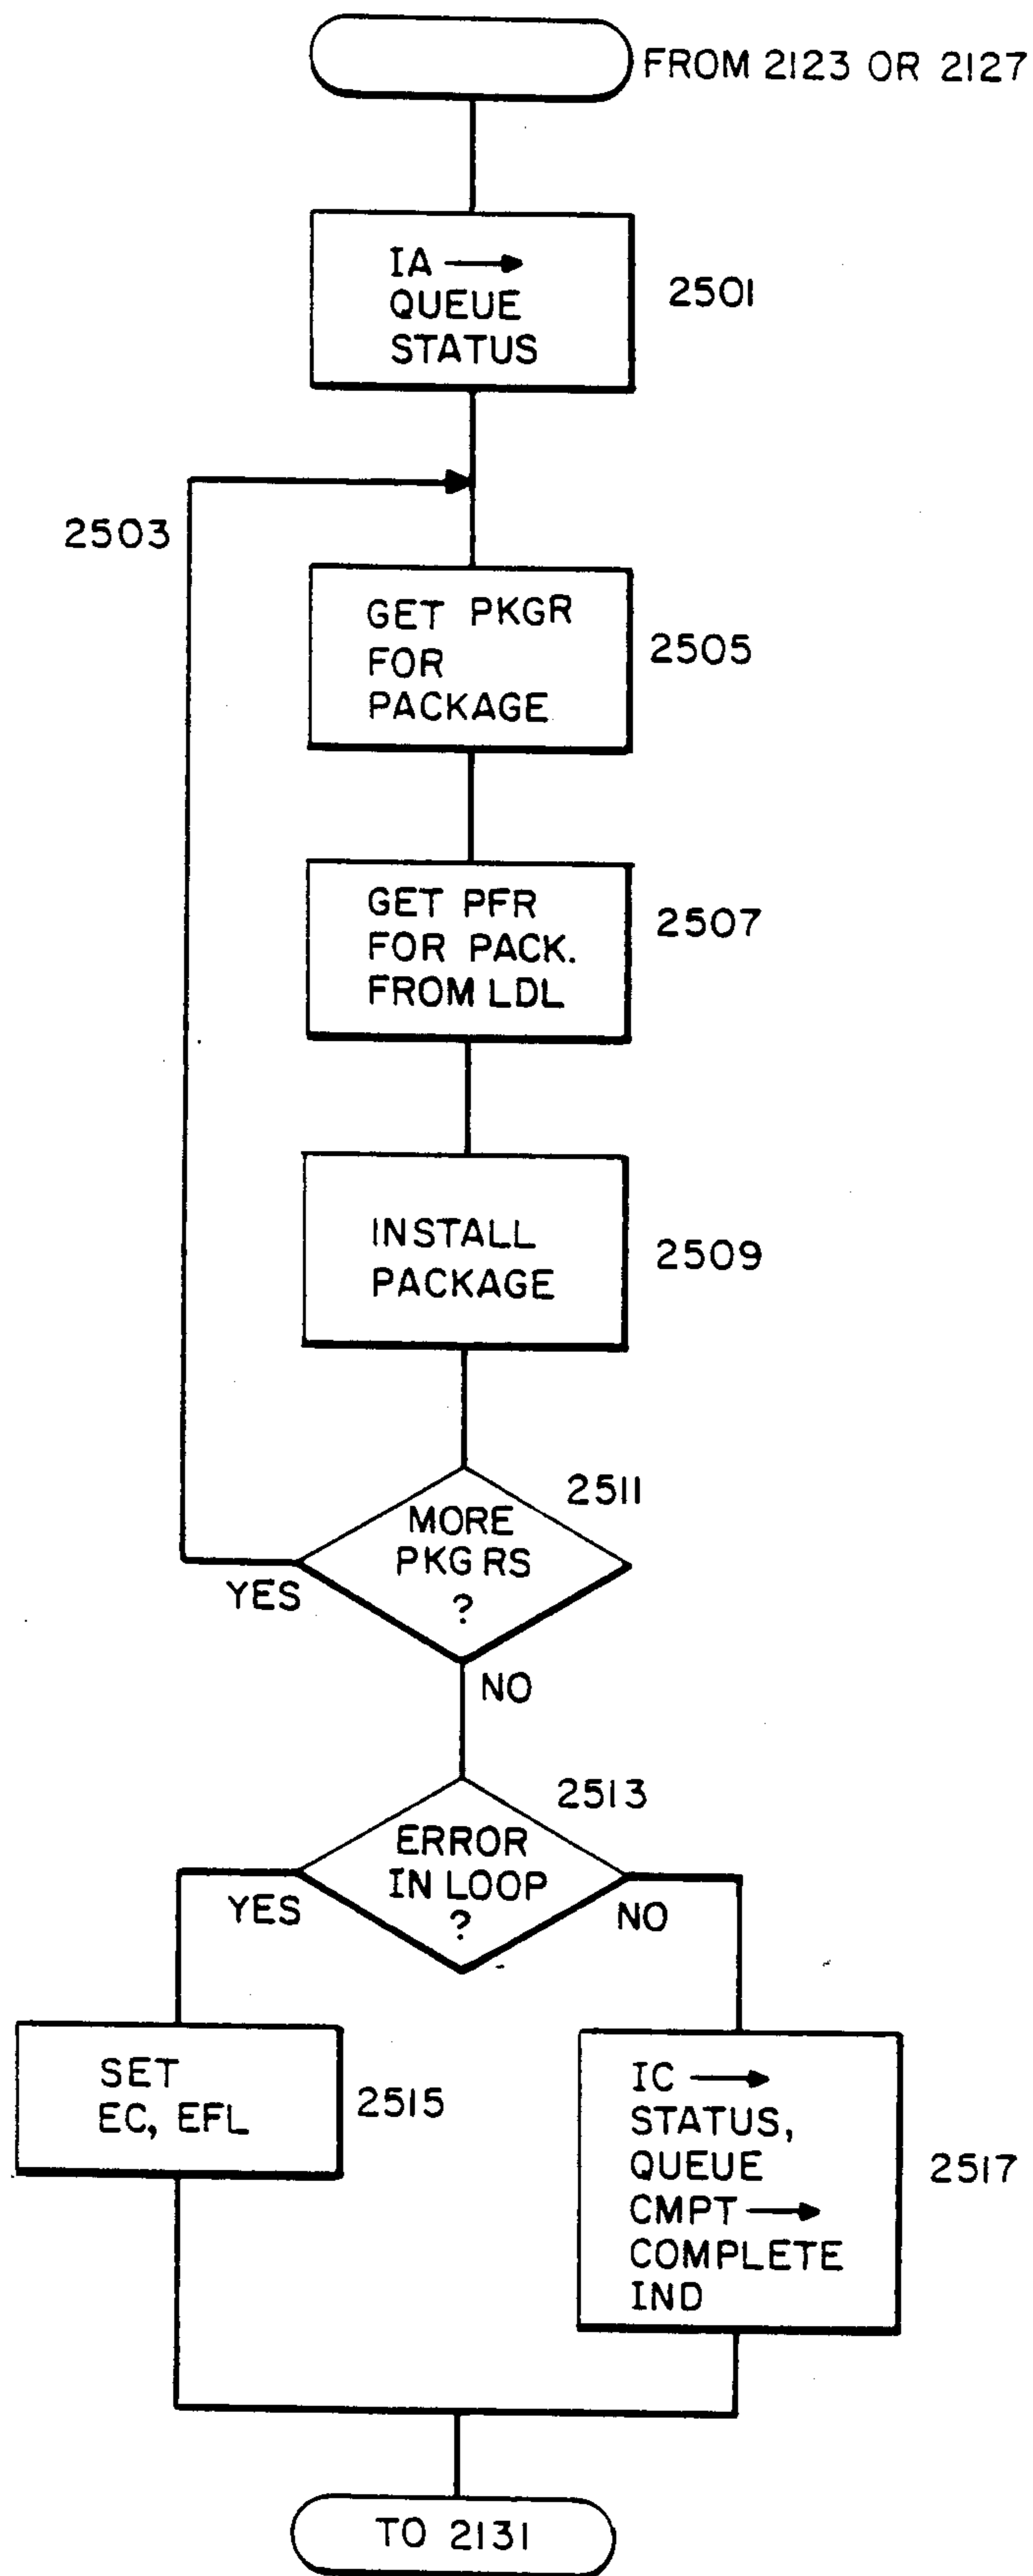 FROM 2123 OR 2127
IA →
QUEUE
STATUS
2501
2503
GET PKGR
FOR
PACKAGE
2505
GET PFR
FOR PACK.
FROM LDL
2507
INSTALL
PACKAGE
2509
2511
MORE
PKGRS
?
YES
NO
2513
ERROR
IN LOOP
?
YES
NO
SET
EC, EFL
2515
IC →
STATUS,
QUEUE
CMPT →
COMPLETE
IND
2517
TO 2131